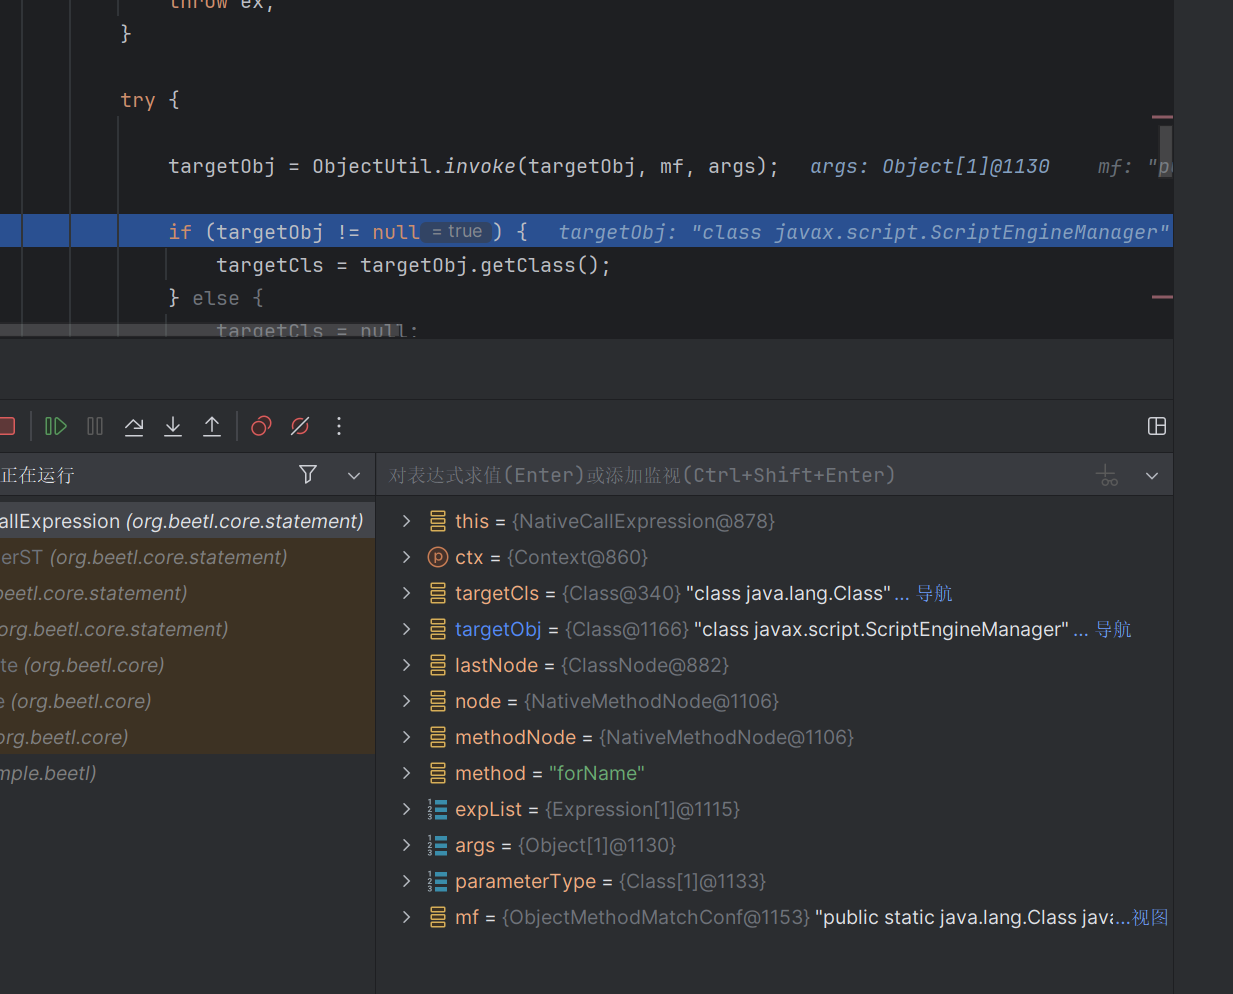 throw ex;
}
try {
targetObj = ObjectUtil.invoke(targetObj, mf, args); args: Object[1]@1130 mf: "p
if (targetObj != null = true ) { targetObj: "class javax.script.ScriptEngineManager"
targetCls = targetObj.getClass();
} else {
targetCls = null;
正在运行
对表达式求值(Enter)或添加监视(Ctrl+Shift+Enter)
allExpression (org.beetl.core.statement)
erST (org.beetl.core.statement)
beetl.core.statement)
org.beetl.core.statement)
te (org.beetl.core)
e (org.beetl.core)
org.beetl.core)
mple.beetl)
this = {NativeCallExpression@878}
p ctx = {Context@860}
targetCls = {Class@340} "class java.lang.Class" ... 导航
targetObj = {Class@1166} "class javax.script.ScriptEngineManager" ... 导航
lastNode = {ClassNode@882}
node = {NativeMethodNode@1106}
methodNode = {NativeMethodNode@1106}
method = "forName"
expList = {Expression[1]@1115}
args = {Object[1]@1130}
parameterType = {Class[1]@1133}
mf = {ObjectMethodMatchConf@1153} "public static java.lang.Class java...视图